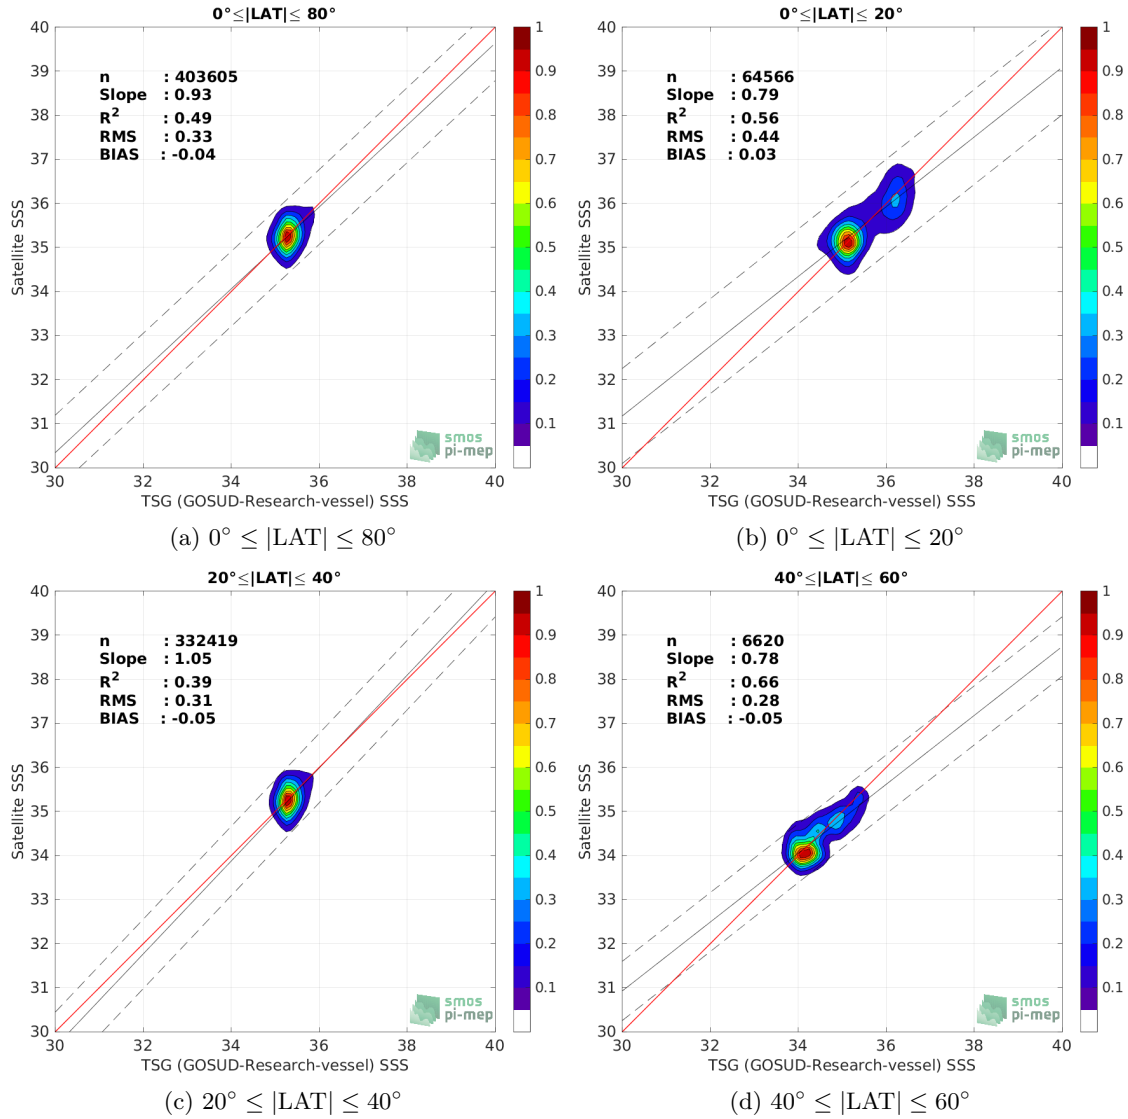 0°≤|LAT|≤ 80°
40
39
38
37
36
35
34
33
32
31
30
n : 403605
Slope : 0.93
R² : 0.49
RMS : 0.33
BIAS : -0.04
Satellite SSS
30 32 34 36 38 40
TSG (GOSUD-Research-vessel) SSS
smos
pi-mep
1
0.9
0.8
0.7
0.6
0.5
0.4
0.3
0.2
0.1
(a) 0° ≤ |LAT| ≤ 80°
0°≤|LAT|≤ 20°
40
39
38
37
36
35
34
33
32
31
30
n : 64566
Slope : 0.79
R² : 0.56
RMS : 0.44
BIAS : 0.03
Satellite SSS
30 32 34 36 38 40
TSG (GOSUD-Research-vessel) SSS
smos
pi-mep
1
0.9
0.8
0.7
0.6
0.5
0.4
0.3
0.2
0.1
(b) 0° ≤ |LAT| ≤ 20°
20°≤|LAT|≤ 40°
40
39
38
37
36
35
34
33
32
31
30
n : 332419
Slope : 1.05
R² : 0.39
RMS : 0.31
BIAS : -0.05
Satellite SSS
30 32 34 36 38 40
TSG (GOSUD-Research-vessel) SSS
smos
pi-mep
1
0.9
0.8
0.7
0.6
0.5
0.4
0.3
0.2
0.1
(c) 20° ≤ |LAT| ≤ 40°
40°≤|LAT|≤ 60°
40
39
38
37
36
35
34
33
32
31
30
n : 6620
Slope : 0.78
R² : 0.66
RMS : 0.28
BIAS : -0.05
Satellite SSS
30 32 34 36 38 40
TSG (GOSUD-Research-vessel) SSS
smos
pi-mep
1
0.9
0.8
0.7
0.6
0.5
0.4
0.3
0.2
0.1
(d) 40° ≤ |LAT| ≤ 60°